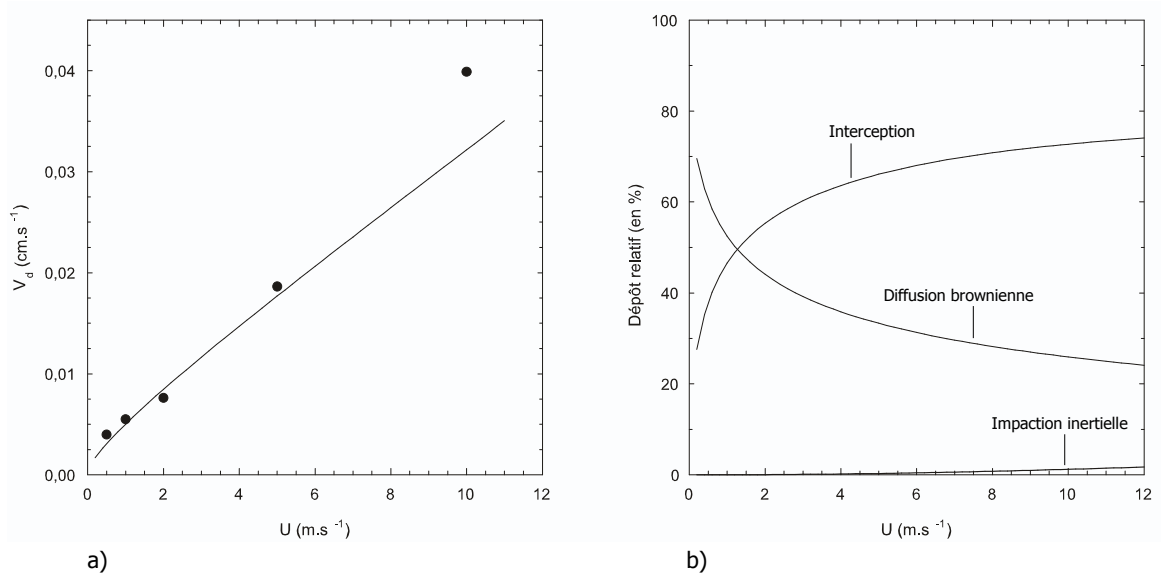 V_d (cm.s⁻¹)
0,04
0,03
0,02
0,01
0,00
0 2 4 6 8 10 12
U (m.s⁻¹)
a)
Dépôt relatif (en %)
100
80
60
40
20
0
Interception
Diffusion brownienne
Impaction inertielle
0 2 4 6 8 10 12
U (m.s⁻¹)
b)